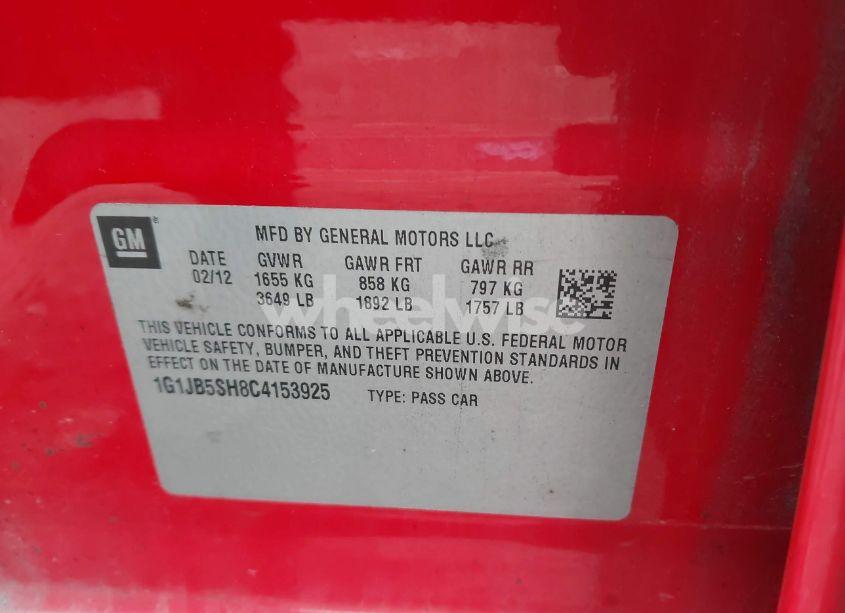 GM
MFD BY GENERAL MOTORS LLC
DATE GVWR GAWR FRT GAWR RR
02/12 1655 KG 858 KG 797 KG
3649 LB 1892 LB 1757 LB
wheelwise
THIS VEHICLE CONFORMS TO ALL APPLICABLE U.S. FEDERAL MOTOR
VEHICLE SAFETY, BUMPER, AND THEFT PREVENTION STANDARDS IN
EFFECT ON THE DATE OF MANUFACTURE SHOWN ABOVE.
1G1JB5SH8C4153925 TYPE: PASS CAR